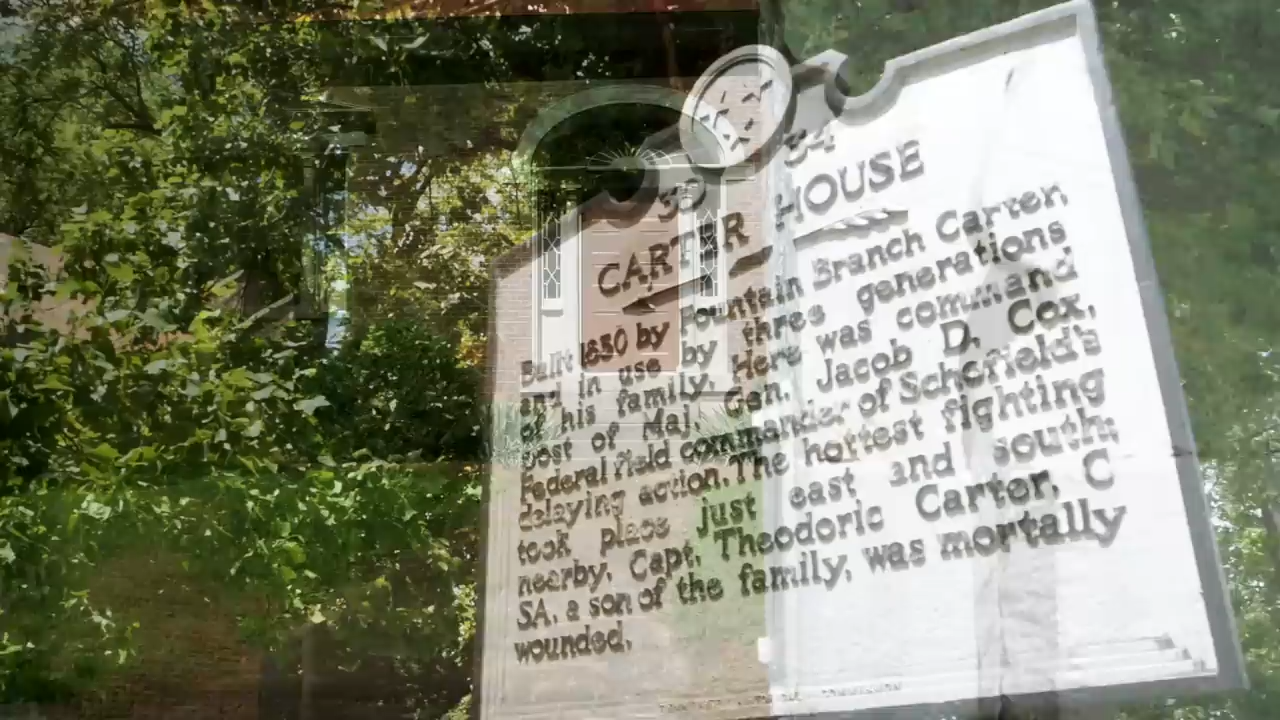 3D 34
CARTER HOUSE
Built 1830 by Fountain Branch Carter,
and in use by three generations
of his family. Here was command
post of Maj. Gen. Jacob D. Cox,
Federal field commander of Schofield's
delaying action. The hottest fighting
took place just east and south;
nearby, Capt. Theodoric Carter, C
SA, a son of the family, was mortally
wounded.